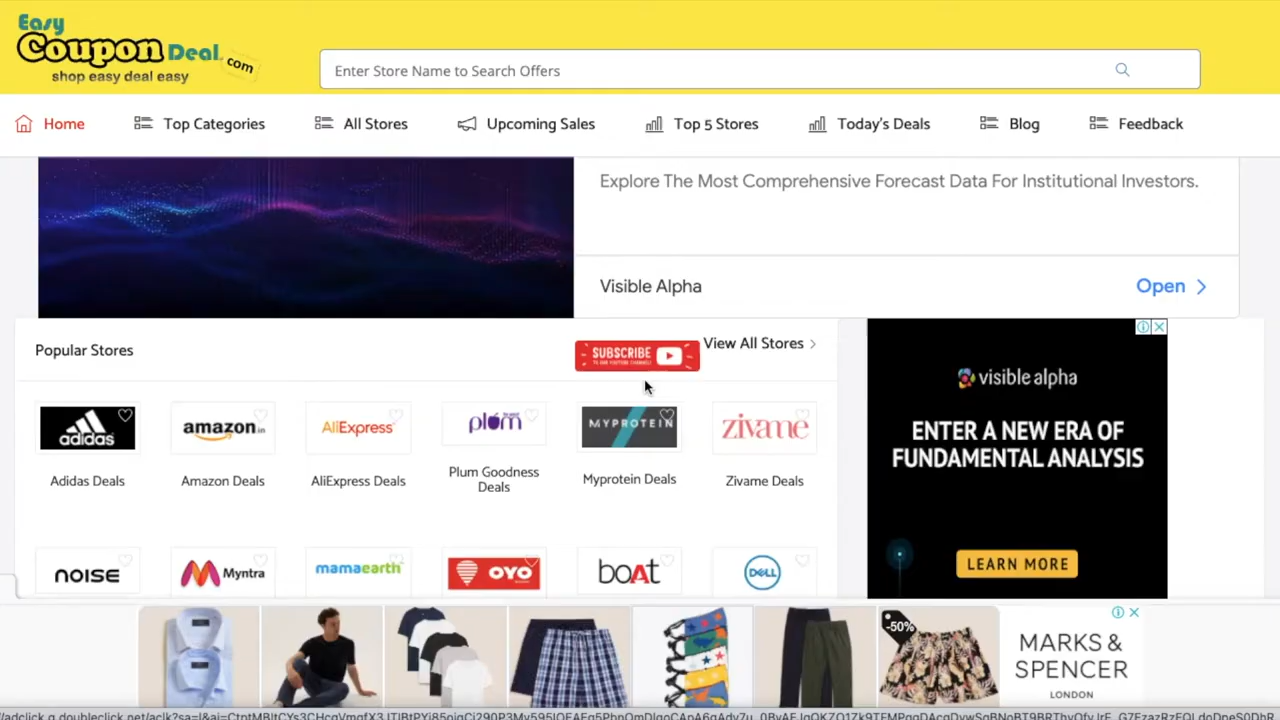 Easy
Coupon Deal.com
shop easy deal easy
Enter Store Name to Search Offers
Home
Top Categories
All Stores
Upcoming Sales
Top 5 Stores
Today's Deals
Blog
Feedback
Explore The Most Comprehensive Forecast Data For Institutional Investors.
Visible Alpha
Open
Popular Stores
SUBSCRIBE
TO OUR YOUTUBE CHANNEL
View All Stores
visible alpha
ENTER A NEW ERA OF
FUNDAMENTAL ANALYSIS
LEARN MORE
adidas
amazon.in
AliExpress
plum
MYPROTEIN
zivame
Adidas Deals
Amazon Deals
AliExpress Deals
Plum Goodness
Deals
Myprotein Deals
Zivame Deals
NOISE
Myntra
mamaearth
OYO
boAt
DELL
-50%
MARKS &
SPENCER
LONDON